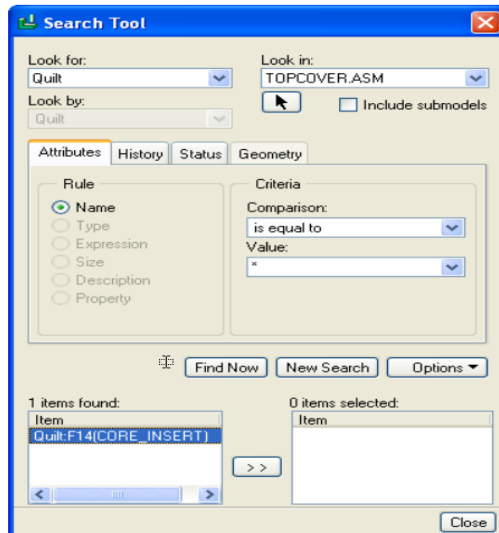 Search Tool
Look for: Look in:
Quilt TOPCOVER.ASM
Look by:
Include submodels
Quilt
Attributes History Status Geometry
Rule Criteria
Name Comparison:
Type is equal to
Expression Value:
Size *
Description
Property
Find Now New Search Options
1 items found: 0 items selected:
Item Item
Quilt:F14(CORE_INSERT)
>>
Close